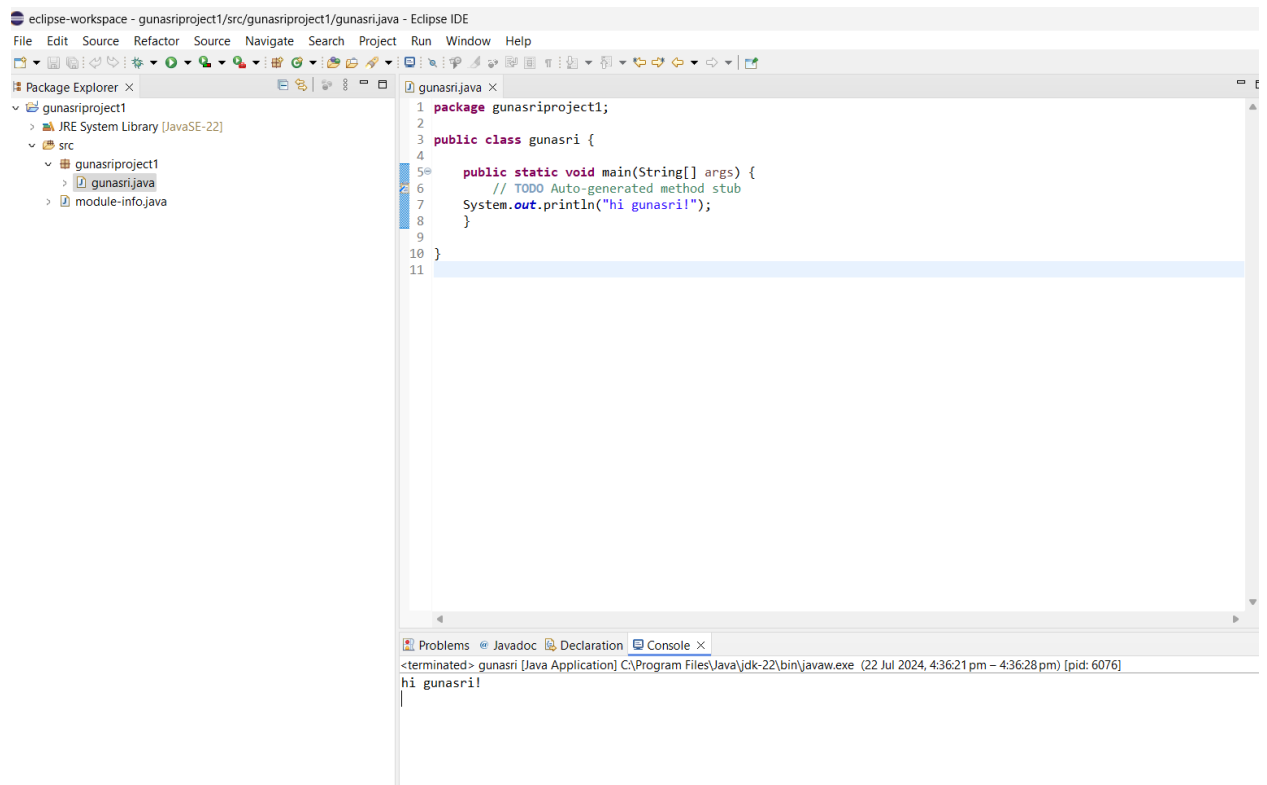 eclipse-workspace - gunasriproject1/src/gunasriproject1/gunasri.java - Eclipse IDE
File Edit Source Refactor Source Navigate Search Project Run Window Help
Package Explorer
gunasriproject1
JRE System Library [JavaSE-22]
src
gunasriproject1
gunasri.java
module-info.java
gunasri.java
1 package gunasriproject1;
2
3 public class gunasri {
4
5 public static void main(String[] args) {
6 // TODO Auto-generated method stub
7 System.out.println("hi gunasri!");
8 }
9
10 }
11
Problems Javadoc Declaration Console
<terminated> gunasri [Java Application] C:\Program Files\Java\jdk-22\bin\javaw.exe (22 Jul 2024, 4:36:21 pm – 4:36:28 pm) [pid: 6076]
hi gunasri!